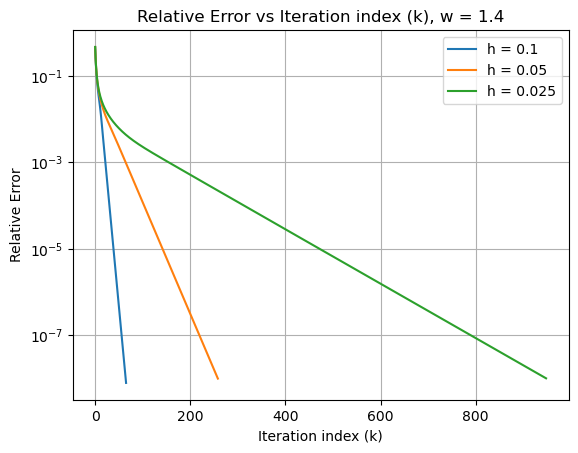 Relative Error vs Iteration index (k), w = 1.4
h = 0.1
h = 0.05
h = 0.025
10⁻¹
10⁻³
10⁻⁵
10⁻⁷
Relative Error
0 200 400 600 800
Iteration index (k)